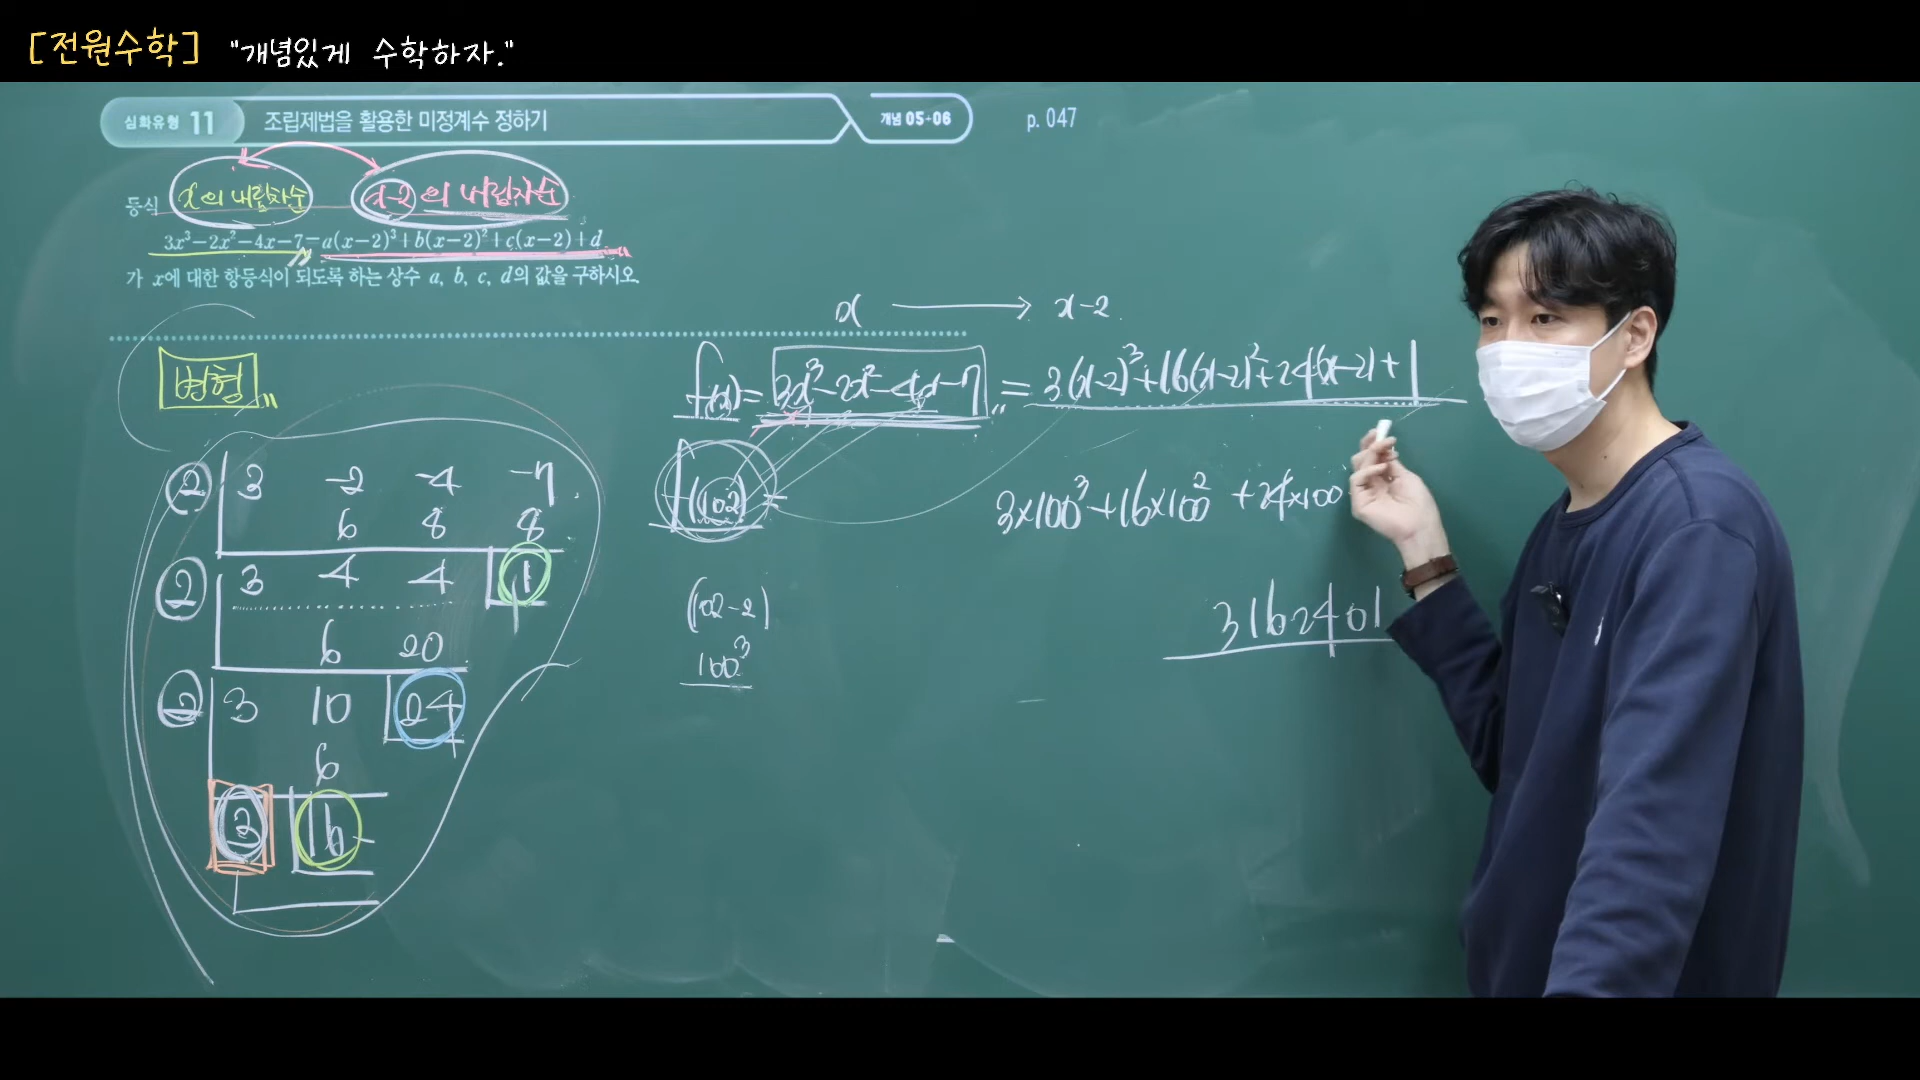 [전원수학] "개념있게 수학하자."
심화유형 11 조립제법을 활용한 미정계수 정하기 개념 05+06 p. 047
x의 내림차순 x-2의 내림차순
등식
3x³-2x²-4x-7=a(x-2)³+b(x-2)²+c(x-2)+d
가 x에 대한 항등식이 되도록 하는 상수 a, b, c, d의 값을 구하시오.
변형
2 3 -2 -4 -7
6 8 8
2 3 4 4 1
6 20
2 3 10 24
6
3 16
x → x-2
f(x)= 3x³-2x²-4x-7 = 3(x-2)³+16(x-2)²+24(x-2)+1
f(102) = 3×100³+16×100²+24×100
(102-2)
100³
3162401